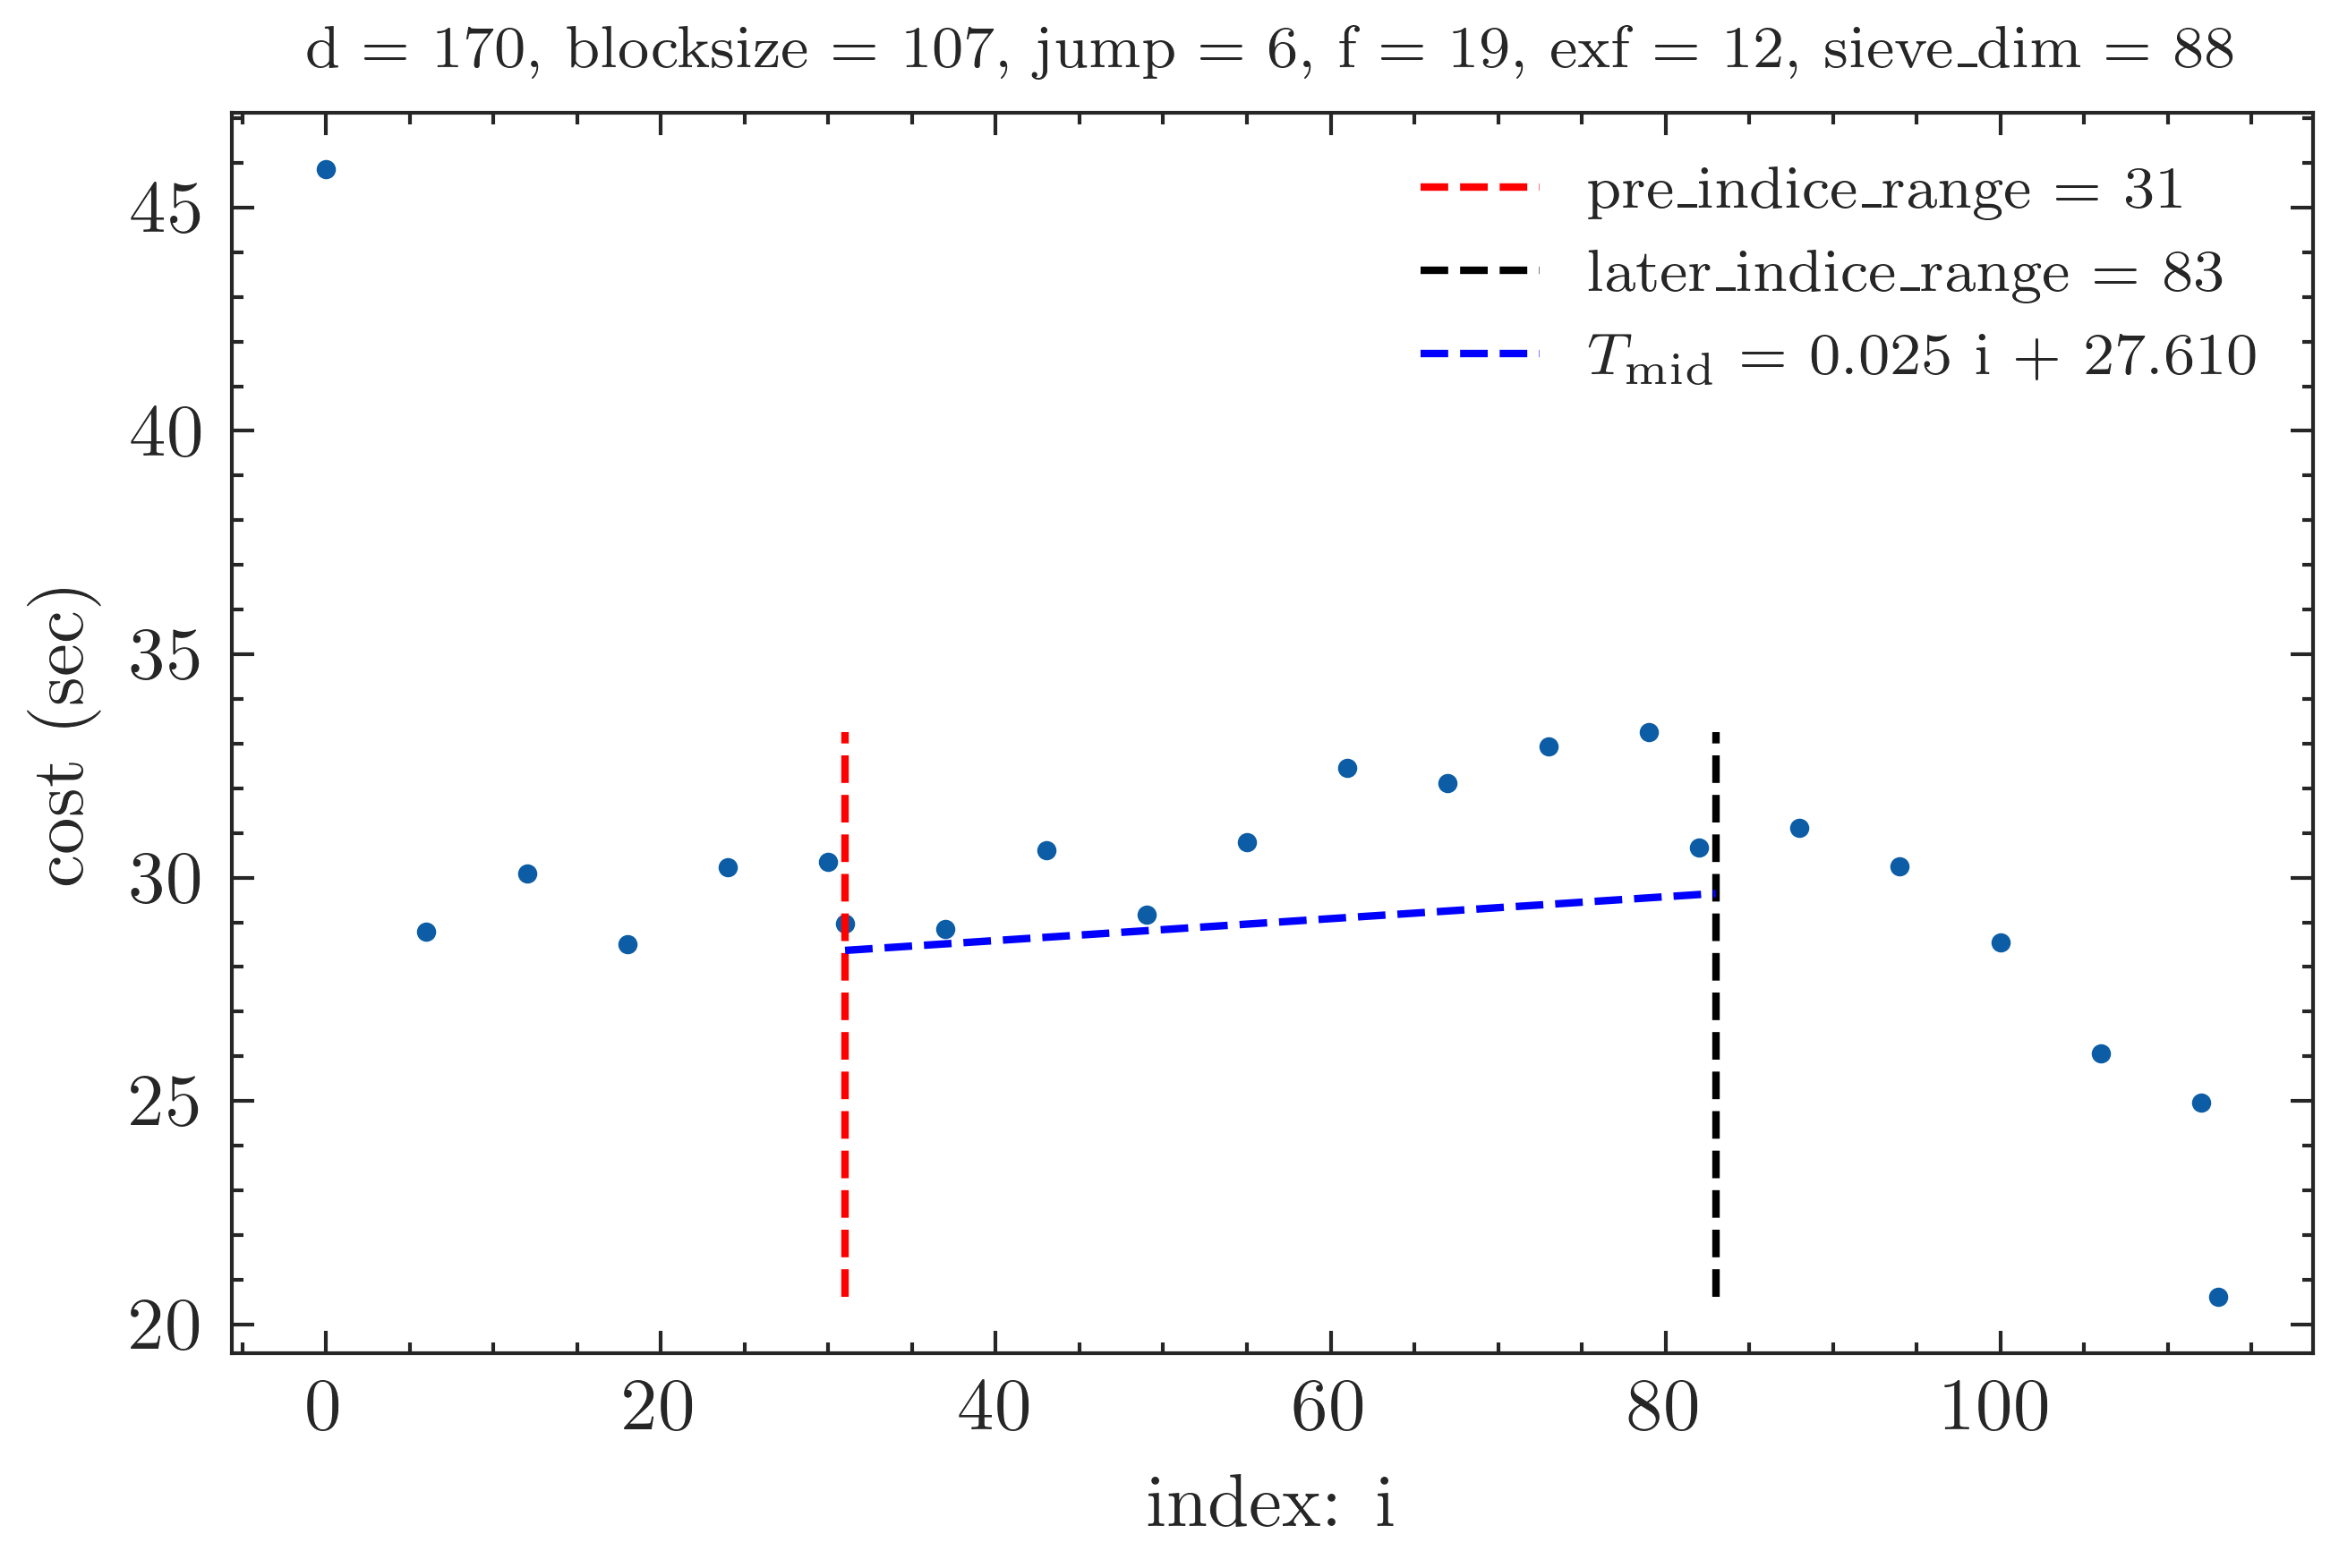 d = 170, blocksize = 107, jump = 6, f = 19, exf = 12, sieve_dim = 88
pre_indice_range = 31
later_indice_range = 83
T_mid = 0.025 i + 27.610
45
40
35
30
25
20
cost (sec)
0 20 40 60 80 100
index: i